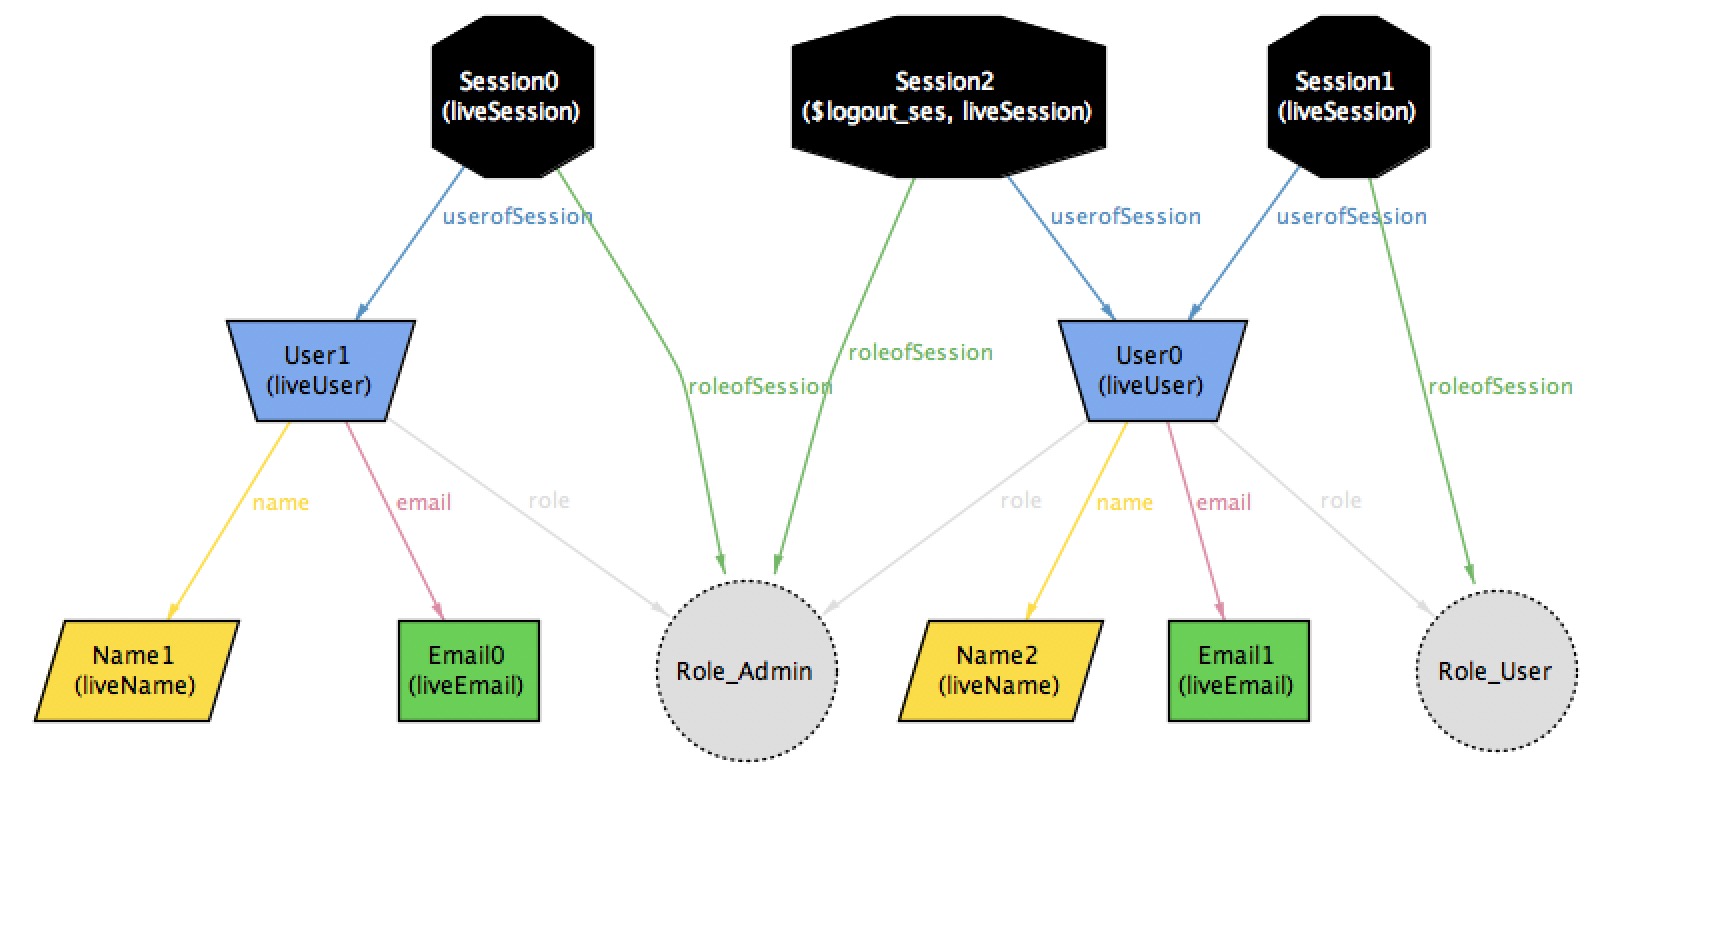 Session0
(liveSession)
Session2
($logout_ses, liveSession)
Session1
(liveSession)
userofSession
userofSession
userofSession
User1
(liveUser)
roleofSession
User0
(liveUser)
roleofSession
roleofSession
name
email
role
role
name
email
role
Name1
(liveName)
Email0
(liveEmail)
Role_Admin
Name2
(liveName)
Email1
(liveEmail)
Role_User